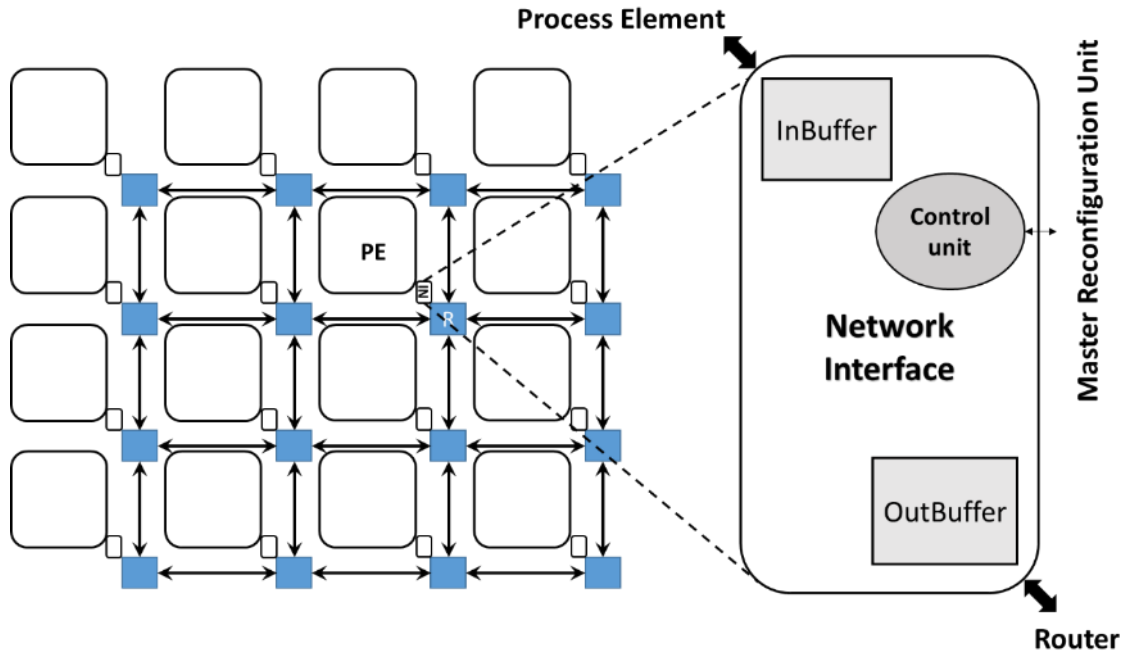 Process Element
InBuffer
Control
unit
Master Reconfiguration Unit
PE
NI
R
Network
Interface
OutBuffer
Router